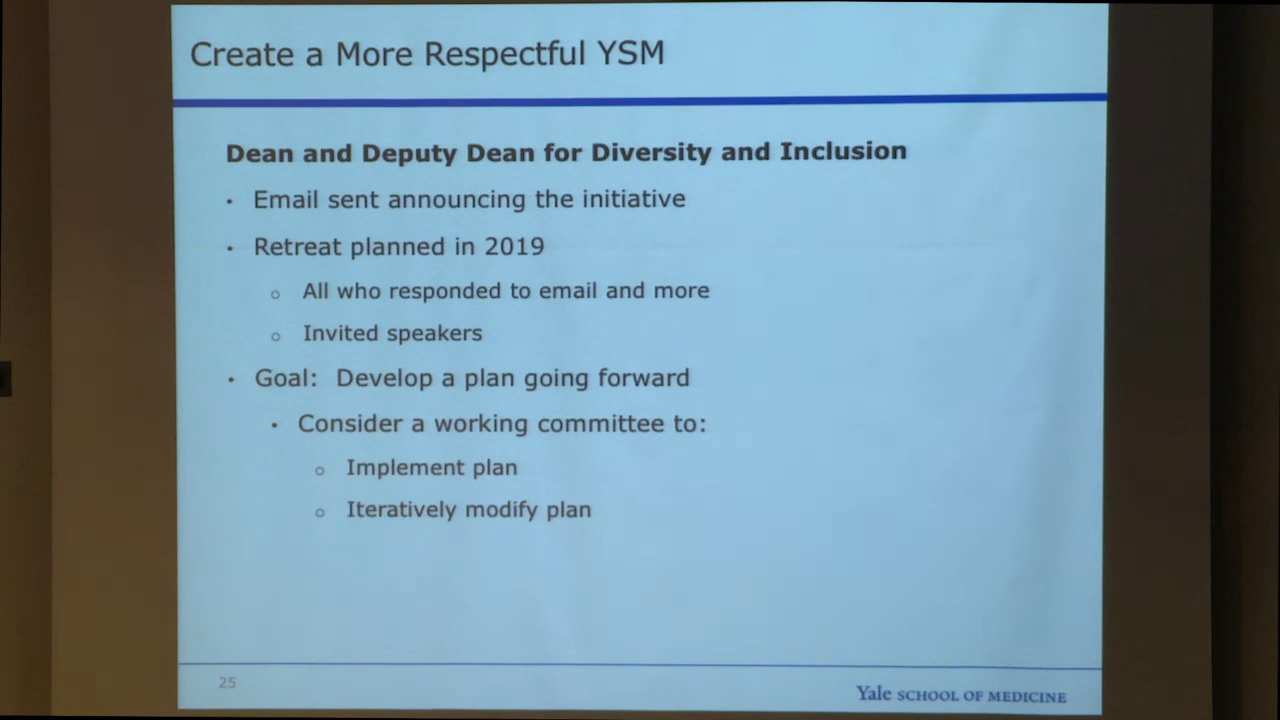 Create a More Respectful YSM
Dean and Deputy Dean for Diversity and Inclusion
• Email sent announcing the initiative
• Retreat planned in 2019
○ All who responded to email and more
○ Invited speakers
• Goal: Develop a plan going forward
• Consider a working committee to:
○ Implement plan
○ Iteratively modify plan
25
Yale SCHOOL OF MEDICINE